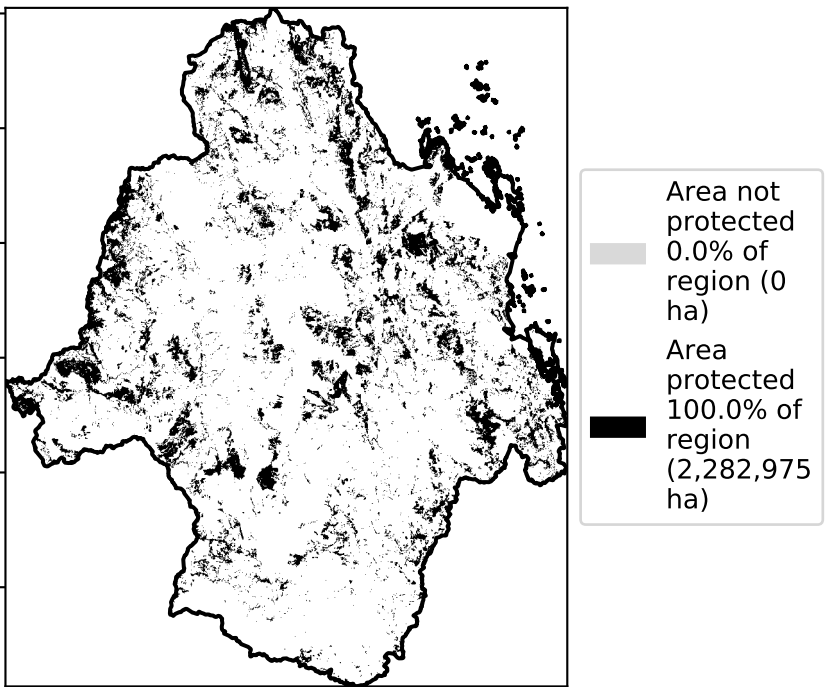 Area not
protected
0.0% of
region (0
ha)
Area
protected
100.0% of
region
(2,282,975
ha)